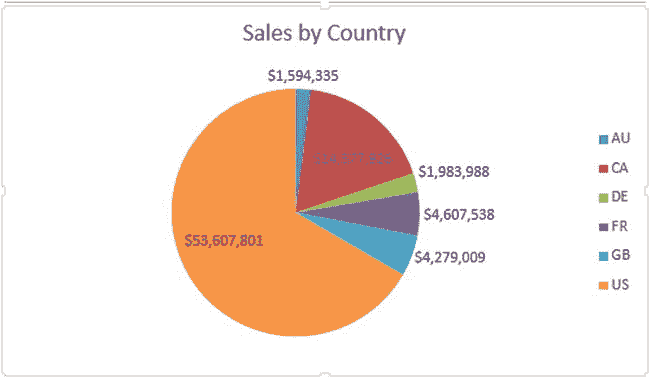 Sales by Country
$1,594,335
$1,983,988
$4,607,538
$4,279,009
$53,607,801
AU
CA
DE
FR
GB
US